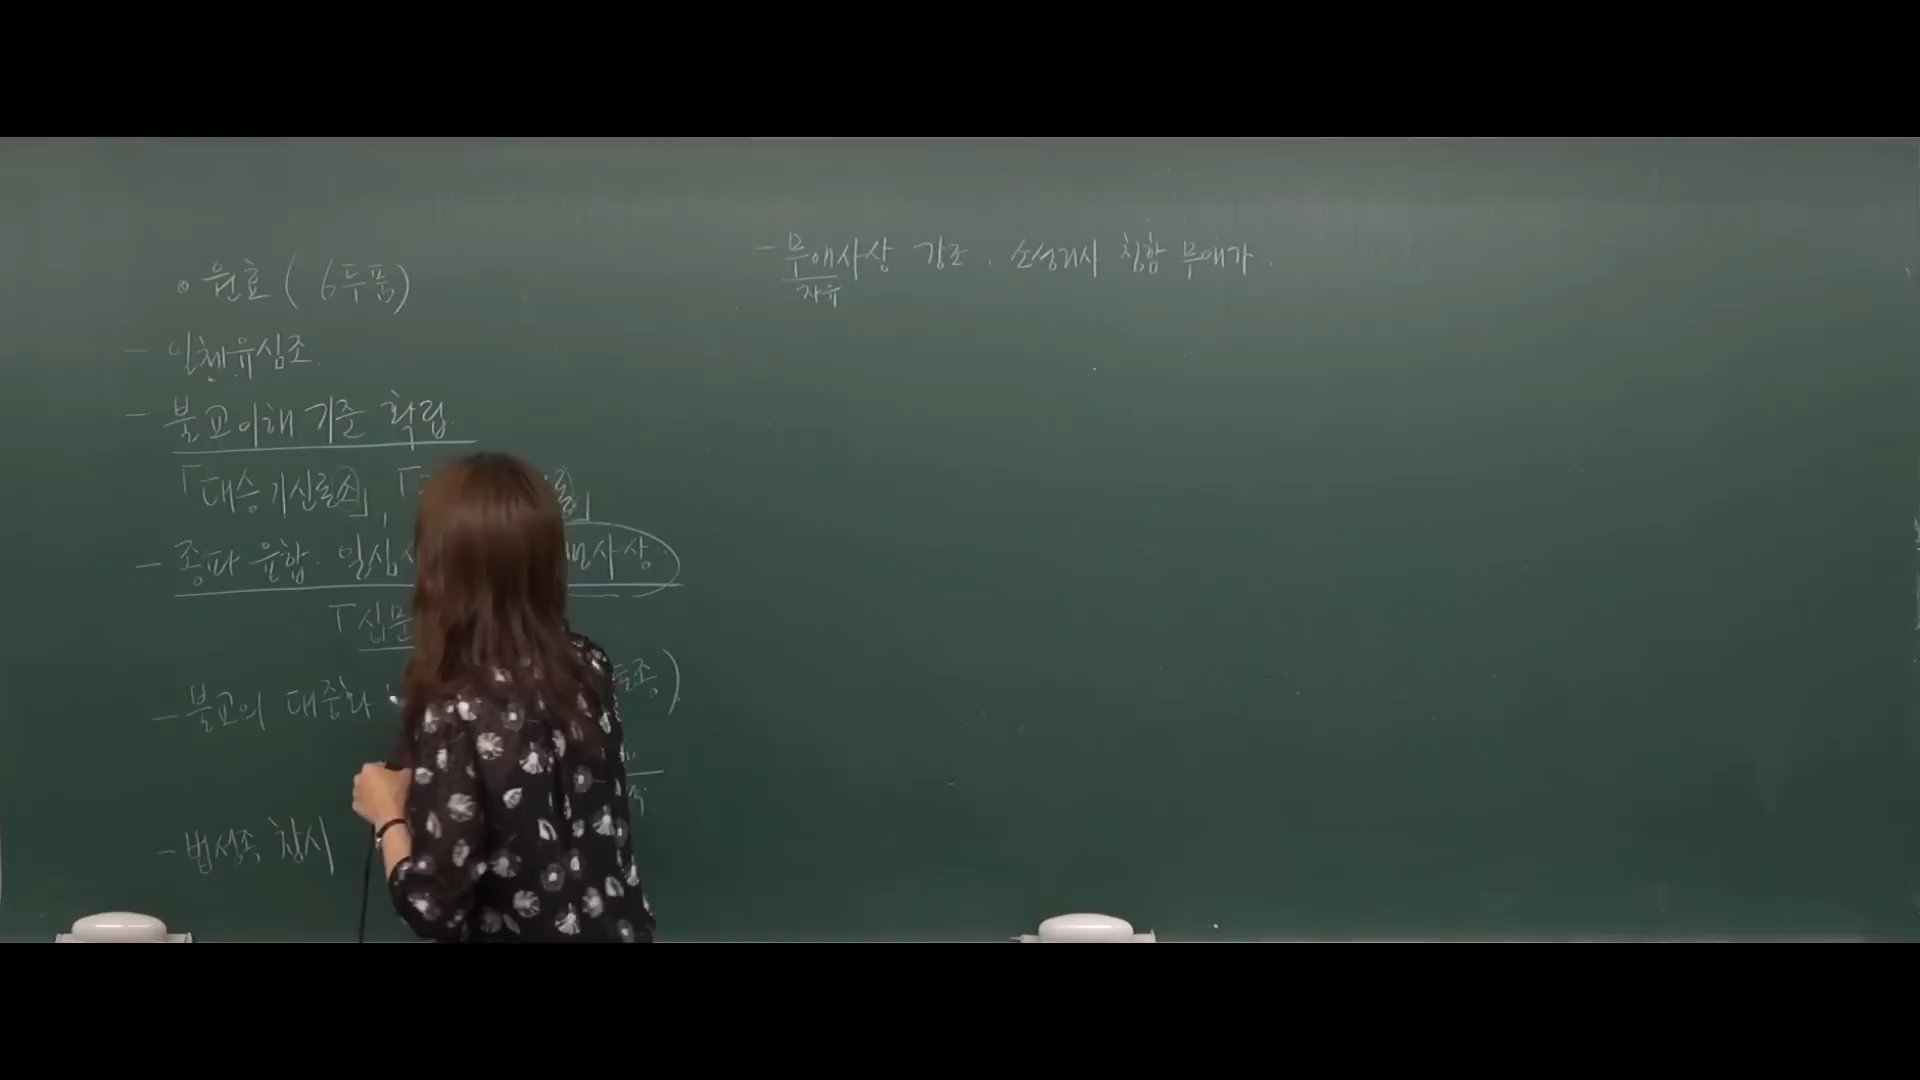 o 원효 ( 6두품 )
- 일체유심조.
- 불교이해 기준 확립.
「대승기신론소」, 「
- 종파 융합. 일심 사상
「십문
- 불교의 대중화
- 법성종 창시
- 무애사상 강조. 소성거사 칭함 무애가.
자유